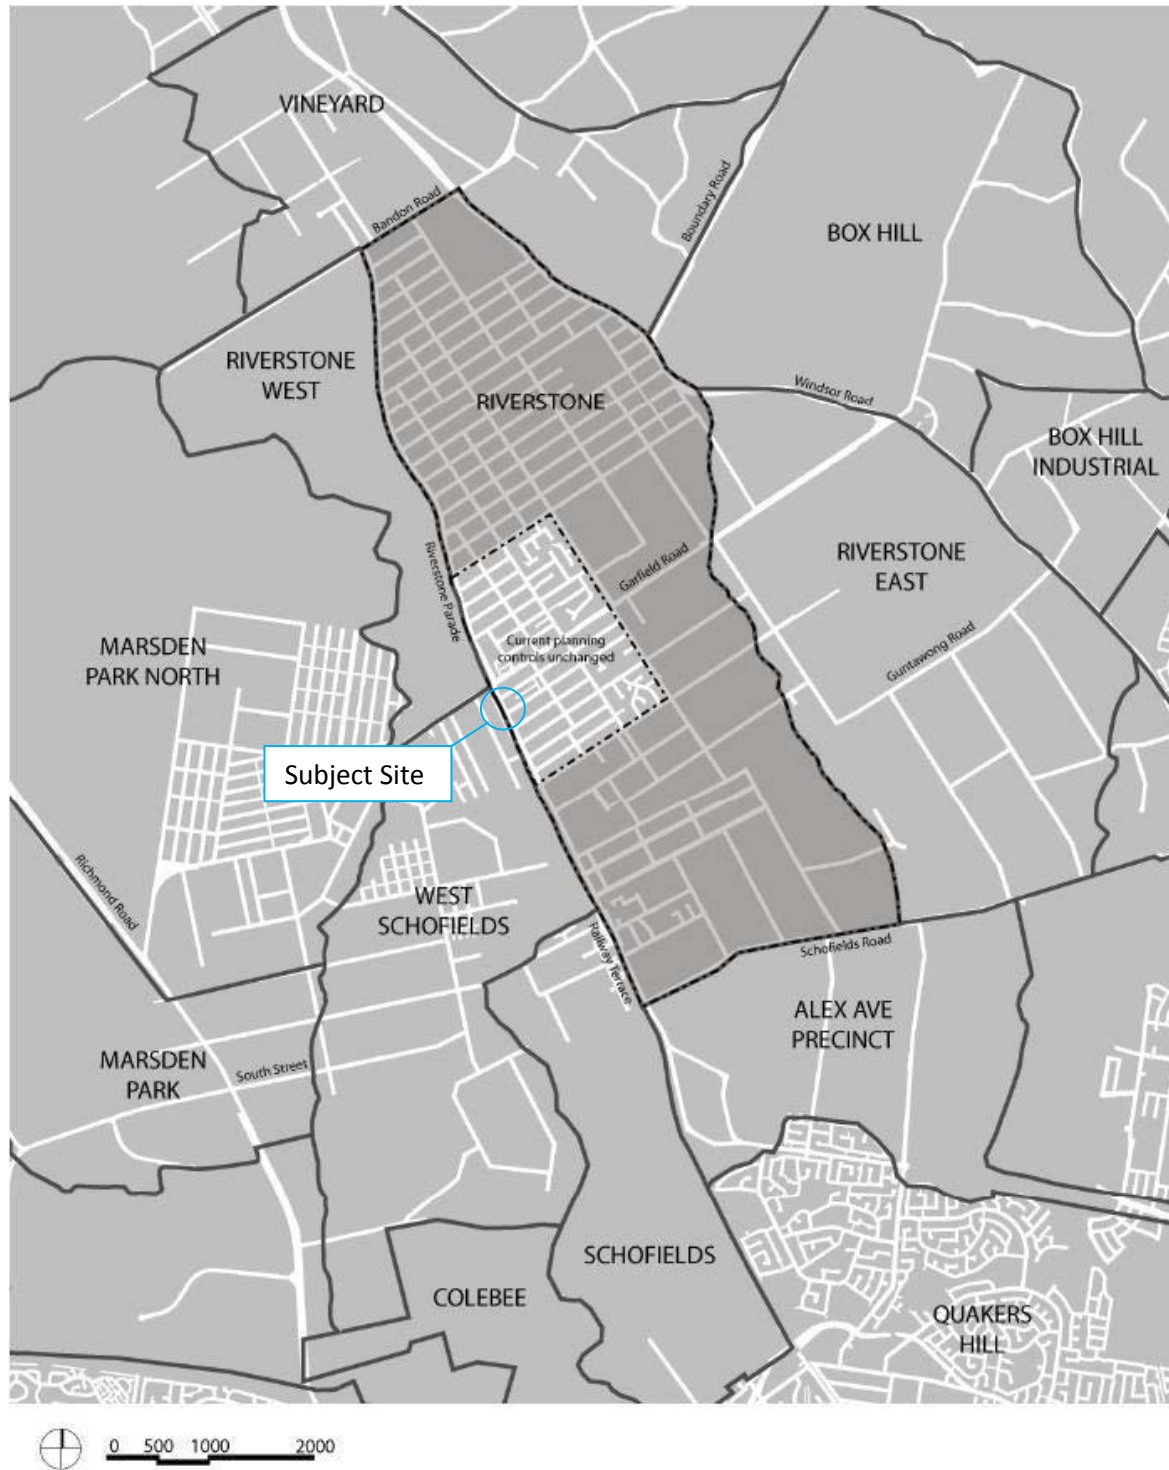 VINEYARD
Bandon Road
Boundary Road
BOX HILL
RIVERSTONE
WEST
RIVERSTONE
Windsor Road
BOX HILL
INDUSTRIAL
Riverstone Parade
Garfield Road
RIVERSTONE
EAST
MARSDEN
PARK NORTH
Current planning
controls unchanged
Guntawong Road
Subject Site
Richmond Road
WEST
SCHOFIELDS
Railway Terrace
Schofields Road
ALEX AVE
PRECINCT
MARSDEN
PARK
South Street
SCHOFIELDS
COLEBEE
QUAKERS
HILL
0 500 1000 2000